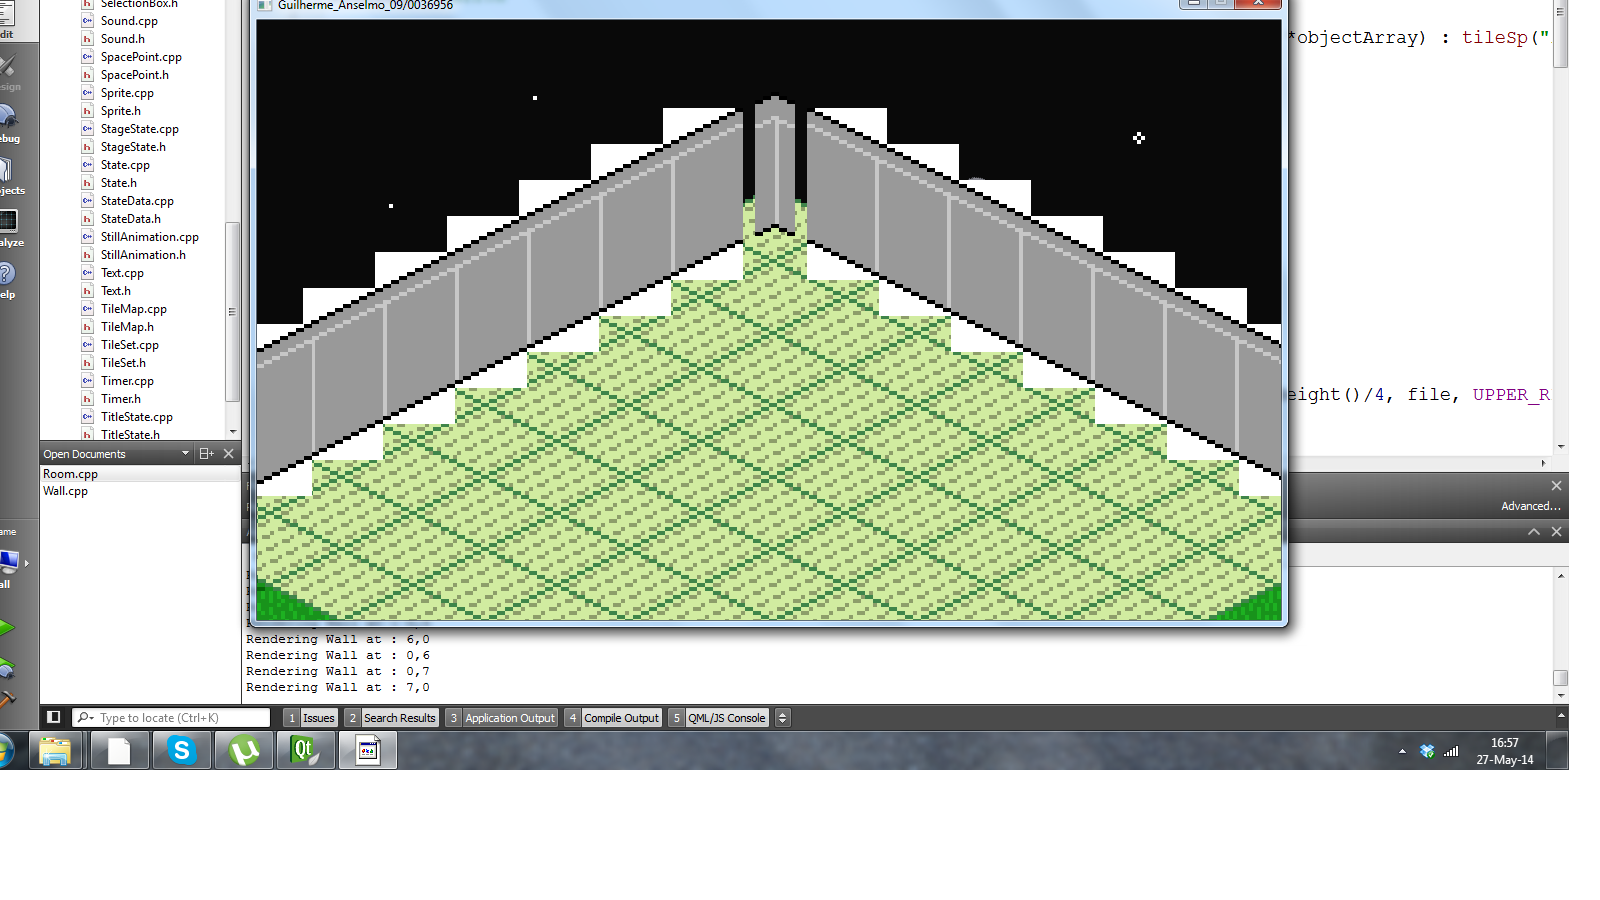 Guilherme_Anselmo_09/0036956
dit
esign
ebug
jects
alyze
elp
ame
all
SelectionBox.h
Sound.cpp
Sound.h
SpacePoint.cpp
SpacePoint.h
Sprite.cpp
Sprite.h
StageState.cpp
StageState.h
State.cpp
State.h
StateData.cpp
StateData.h
StillAnimation.cpp
StillAnimation.h
Text.cpp
Text.h
TileMap.cpp
TileMap.h
TileSet.cpp
TileSet.h
Timer.cpp
Timer.h
TitleState.cpp
TitleState.h
Open Documents
Room.cpp
Wall.cpp
*objectArray) : tileSp("
eight()/4, file, UPPER_R
Advanced...
Rendering Wall at : 6,0
Rendering Wall at : 0,6
Rendering Wall at : 0,7
Rendering Wall at : 7,0
Type to locate (Ctrl+K)
1 Issues
2 Search Results
3 Application Output
4 Compile Output
5 QML/JS Console
16:57
27-May-14